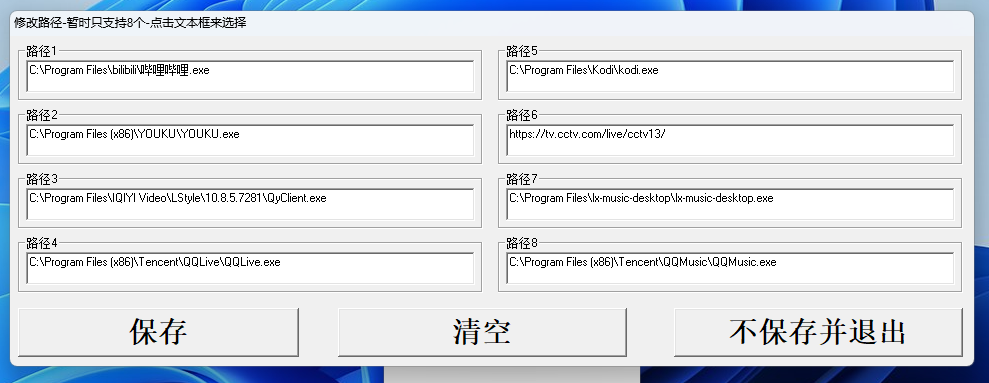 修改路径-暂时只支持8个-点击文本框来选择
路径1
C:\Program Files\bilibili\哔哩哔哩.exe
路径2
C:\Program Files (x86)\YOUKU\YOUKU.exe
路径3
C:\Program Files\IQIYI Video\LStyle\10.8.5.7281\QyClient.exe
路径4
C:\Program Files (x86)\Tencent\QQLive\QQLive.exe
路径5
C:\Program Files\Kodi\kodi.exe
路径6
https://tv.cctv.com/live/cctv13/
路径7
C:\Program Files\lx-music-desktop\lx-music-desktop.exe
路径8
C:\Program Files (x86)\Tencent\QQMusic\QQMusic.exe
保存
清空
不保存并退出